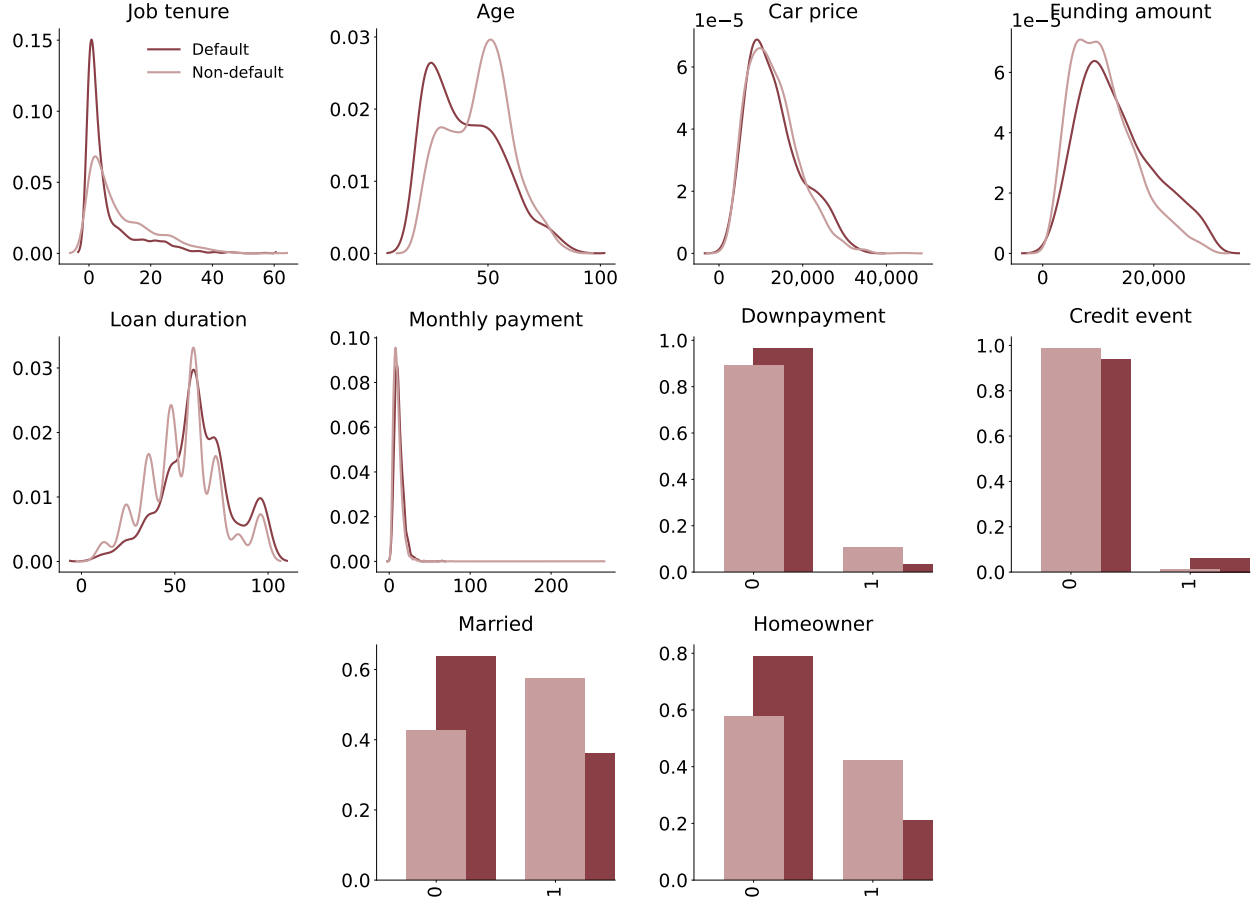 Job tenure
Default
Non-default
0.15
0.10
0.05
0.00
0 20 40 60
Age
0.03
0.02
0.01
0.00
50 100
Car price
1e−5
6
4
2
0
0 20,000 40,000
Funding amount
1e−5
6
4
2
0
0 20,000
Loan duration
0.03
0.02
0.01
0.00
0 50 100
Monthly payment
0.10
0.08
0.06
0.04
0.02
0.00
0 100 200
Downpayment
1.0
0.8
0.6
0.4
0.2
0.0
0 1
Credit event
1.0
0.8
0.6
0.4
0.2
0.0
0 1
Married
0.6
0.4
0.2
0.0
0 1
Homeowner
0.8
0.6
0.4
0.2
0.0
0 1